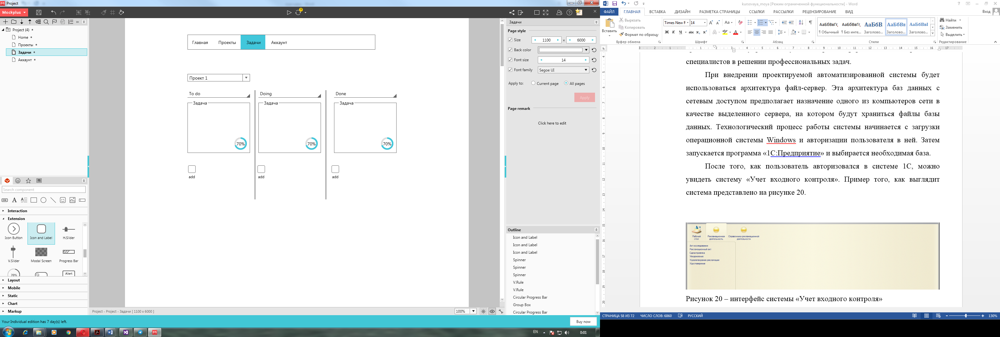 Project
Mockplus
Project (4) *
Home *
Проекты *
Задачи *
Аккаунт *
Search component
OK
Interaction
Extension
Icon Button
Icon and Label
H.Slider
V.Slider
Modal Screen
Progress Bar
70%
Alert
Layout
Mobile
Static
Chart
Markup
Главная Проекты Задачи Аккаунт
Проект 1
To do Doing Done
Задача Задача Задача
70% 70% 70%
add add add
Project - Project - Задачи [ 1100 x 6000 ]
100%
Задачи
Page style
Size 1100 × 6000
Back color
Font size 14
Font family Segoe UI
Apply to: Current page All pages
Apply
Page remark
Click here to edit
Outline
Icon and Label
Icon and Label
Icon and Label
Spinner
Spinner
Spinner
V.Rule
V.Rule
Circular Progress Bar
Group Box
Circular Progress Bar
Your Individual edition has 7 day(s) left.
Buy now
EN
0:01
kursovaya_moya [Режим ограниченной функциональности] - Word
ФАЙЛ ГЛАВНАЯ ВСТАВКА ДИЗАЙН РАЗМЕТКА СТРАНИЦЫ ССЫЛКИ РАССЫЛКИ РЕЦЕНЗИРОВАНИЕ ВИД
Вход
Вставить
Вырезать
Копировать
Формат по образцу
Буфер обмена
Times New F 14
Ж К Ч
Шрифт
Абзац
АаБбВвГг, АаБбВвГг, АаБбВ АаБбВв АаБбВвІ
¶ Обычный ¶ Без инте... Заголово... Заголово... Заголово...
Стили
Найти
Заменить
Выделить
Редактирование
специалистов в решении профессиональных задач.
При внедрении проектируемой автоматизированной системы будет
использоваться архитектура файл-сервер. Эта архитектура баз данных с
сетевым доступом предполагает назначение одного из компьютеров сети в
качестве выделенного сервера, на котором будут храниться файлы базы
данных. Технологический процесс работы системы начинается с загрузки
операционной системы Windows и авторизации пользователя в ней. Затем
запускается программа «1С:Предприятие» и выбирается необходимая база.
После того, как пользователь авторизовался в системе 1С, можно
увидеть систему «Учет входного контроля». Пример того, как выглядит
система представлено на рисунке 20.
Рабочий стол
Рекламационная деятельность
Справочники рекламационной деятельности
Акт исследования
Рекламационный акт
Сдача-приемка
Уведомления
Удовлетворение рекламации
Удостоверение
Рисунок 20 – интерфейс системы «Учет входного контроля»
СТРАНИЦА 58 ИЗ 72 ЧИСЛО СЛОВ: 6860 РУССКИЙ
130%